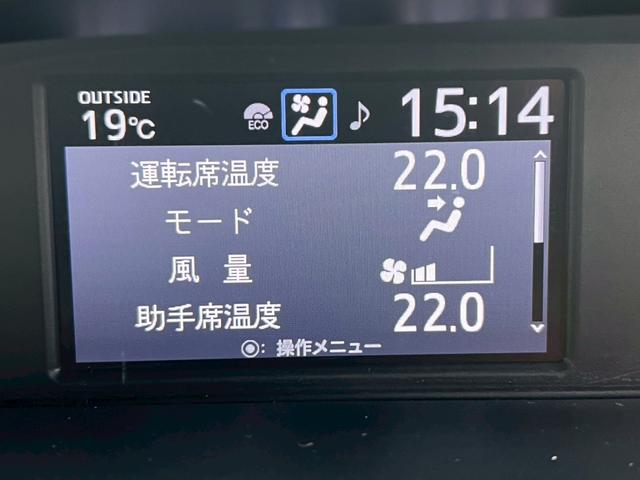 OUTSIDE
19℃ ECO ♪ 15:14
運転席温度 22.0
モード
風量
助手席温度 22.0
◉: 操作メニュー